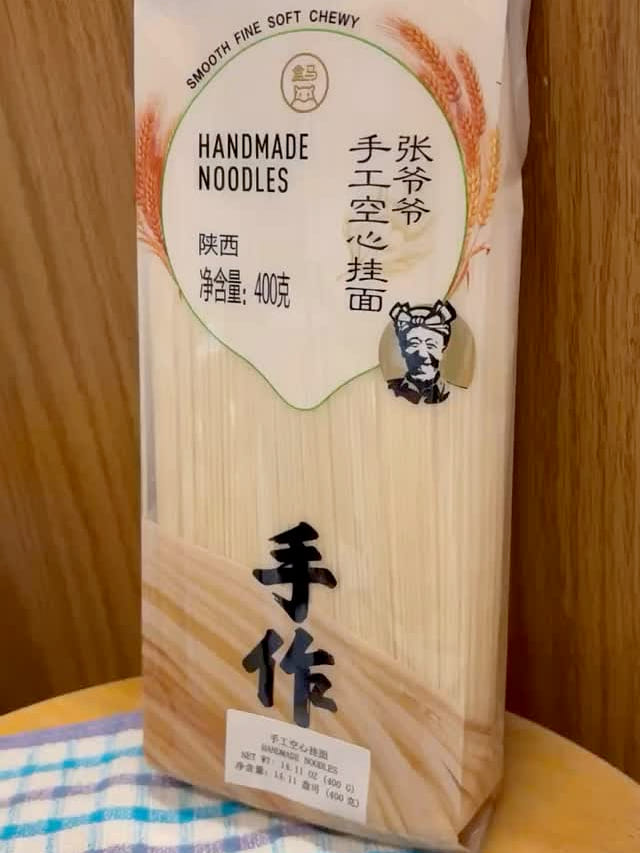 SMOOTH FINE SOFT CHEWY
盒马
HANDMADE
NOODLES
陕西
净含量：400克
张爷爷
手工空心挂面
手作
手工空心挂面
HANDMADE NOODLES
NET WT: 14.11 OZ (400 G)
净含量: 14.11 盎司 (400 克)